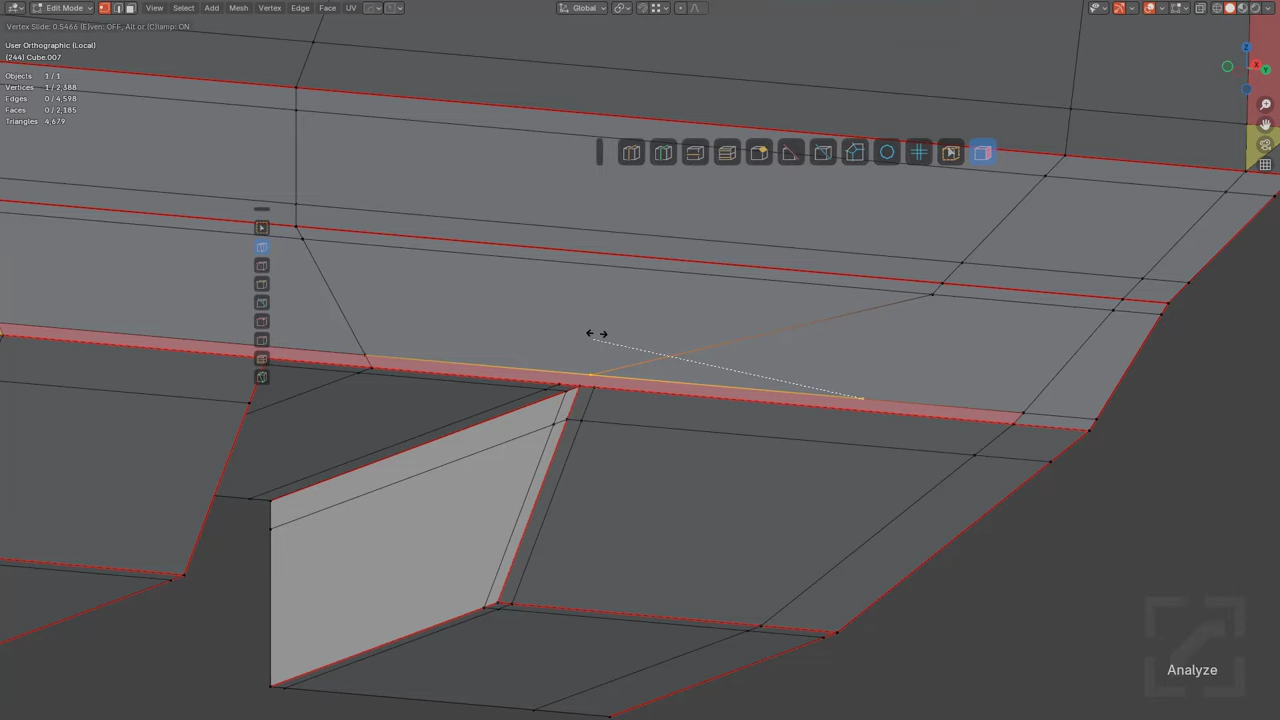 Edit Mode View Select Add Mesh Vertex Edge Face UV Global
Vertex Slide: 0.5466 (E)ven: OFF, Alt or (C)lamp: ON
User Orthographic (Local)
(244) Cube.007
Objects 1/1
Vertices 1/2,388
Edges 0/4,598
Faces 0/2,185
Triangles 4,679
Z
X
Y
Analyze